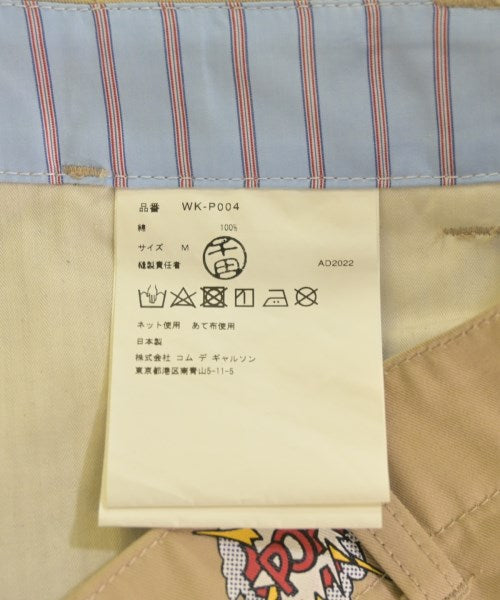 品番 WK-P004
綿 100%
サイズ M
縫製責任者 千田 AD2022
ネット使用 あて布使用
日本製
株式会社 コム デ ギャルソン
東京都港区南青山5-11-5